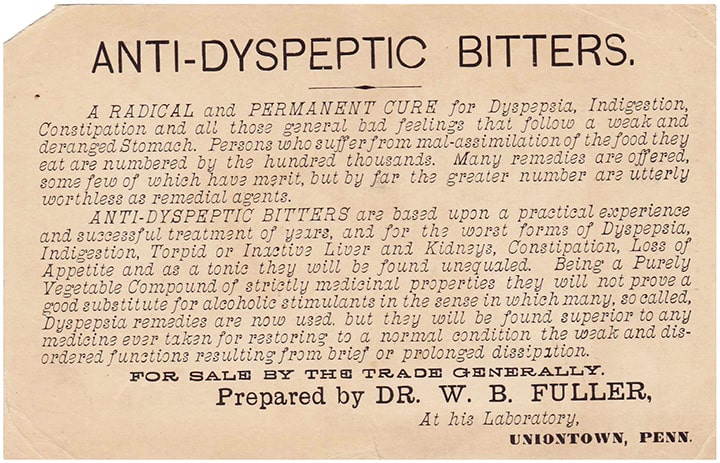 ANTI-DYSPEPTIC BITTERS.
A RADICAL and PERMANENT CURE for Dyspepsia, Indigestion,
Constipation and all those general bad feelings that follow a weak and
deranged Stomach. Persons who suffer from mal-assimilation of the food they
eat are numbered by the hundred thousands. Many remedies are offered,
some few of which have merit, but by far the greater number are utterly
worthless as remedial agents.
ANTI-DYSPEPTIC BITTERS are based upon a practical experience
and successful treatment of years, and for the worst forms of Dyspepsia,
Indigestion, Torpid or Inactive Liver and Kidneys, Constipation, Loss of
Appetite and as a tonic they will be found unequaled. Being a Purely
Vegetable Compound of strictly medicinal properties they will not prove a
good substitute for alcoholic stimulants in the sense in which many, so called,
Dyspepsia remedies are now used. but they will be found superior to any
medicine ever taken for restoring to a normal condition the weak and dis-
ordered functions resulting from brief or prolonged dissipation.
FOR SALE BY THE TRADE GENERALLY.
Prepared by DR. W. B. FULLER,
At his Laboratory,
UNIONTOWN, PENN.